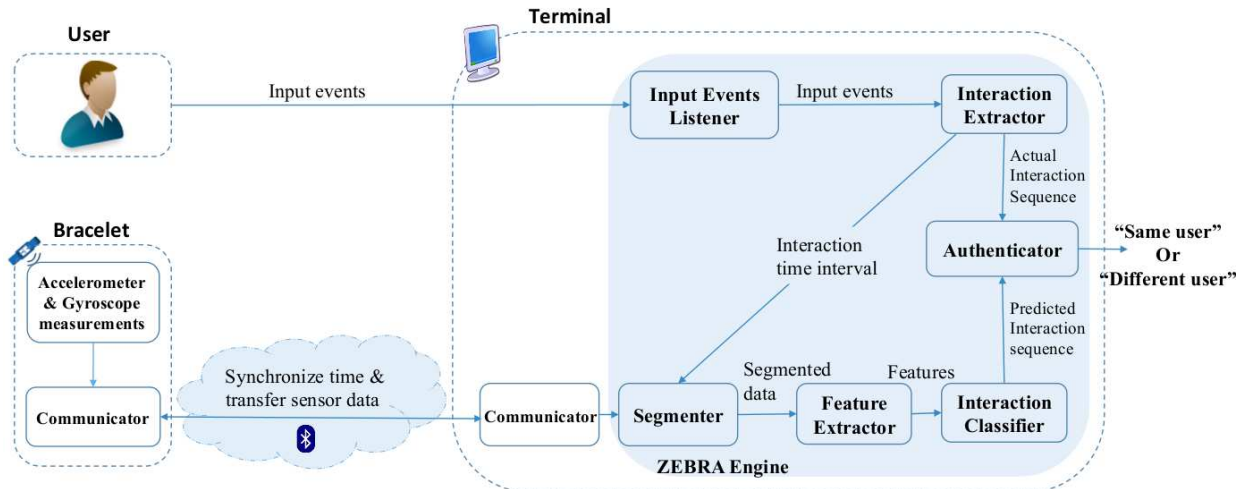 Terminal
User
Input events
Input Events
Listener
Input events
Interaction
Extractor
Actual
Interaction
Sequence
Bracelet
Accelerometer
& Gyroscope
measurements
Communicator
Synchronize time &
transfer sensor data
Interaction
time interval
Authenticator
“Same user”
Or
“Different user”
Predicted
Interaction
sequence
Communicator
Segmenter
Segmented
data
Feature
Extractor
Features
Interaction
Classifier
ZEBRA Engine